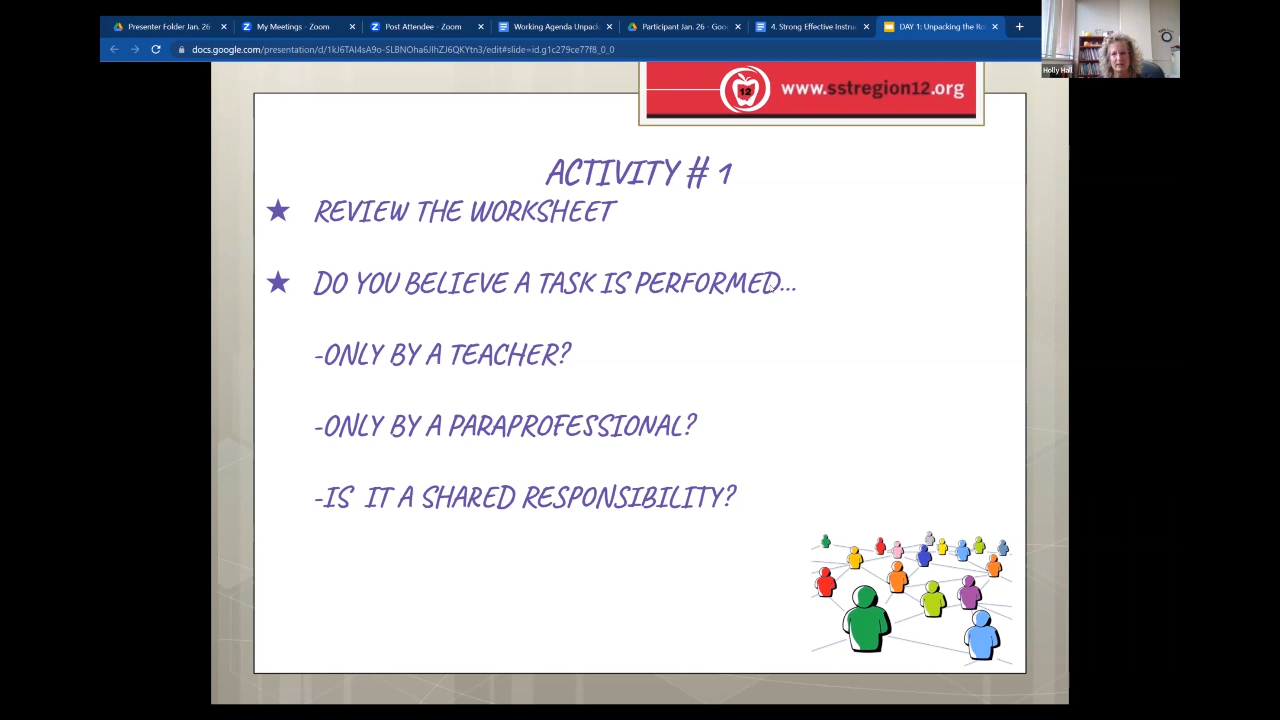 Presenter Folder Jan. 26
My Meetings - Zoom
Post Attendee - Zoom
Working Agenda Unpack
Participant Jan. 26 - Goo
4. Strong Effective Instruc
DAY 1: Unpacking the Ro
docs.google.com/presentation/d/1kJ6TAI4sA9o-SLBNOha6JlhZJ6QKYtn3/edit#slide=id.g1c279ce77f8_0_0
Holly Hall
12
www.sstregion12.org
ACTIVITY # 1
★ REVIEW THE WORKSHEET
★ DO YOU BELIEVE A TASK IS PERFORMED...
-ONLY BY A TEACHER?
-ONLY BY A PARAPROFESSIONAL?
-IS IT A SHARED RESPONSIBILITY?